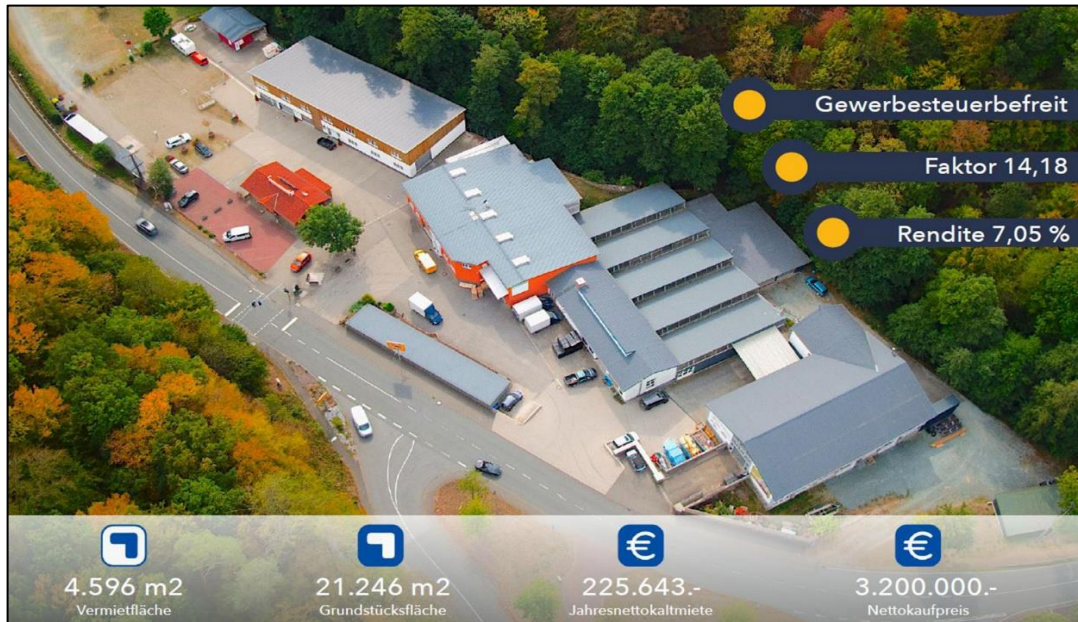 Gewerbesteuerbefreit
Faktor 14,18
Rendite 7,05 %
4.596 m2
Vermietfläche
21.246 m2
Grundstücksfläche
225.643.-
Jahresnettokaltmiete
3.200.000.-
Nettokaufpreis